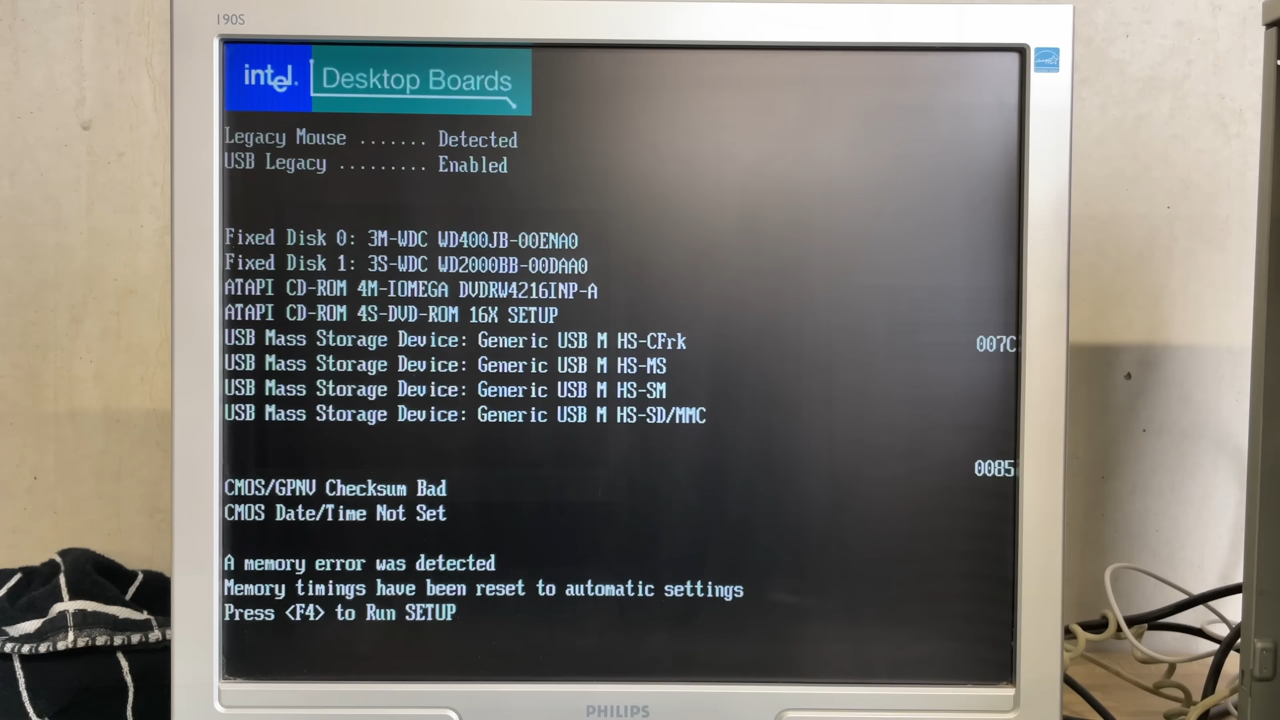 190S
intel.
Desktop Boards
Legacy Mouse ....... Detected
USB Legacy ......... Enabled
Fixed Disk 0: 3M-WDC WD400JB-00ENA0
Fixed Disk 1: 3S-WDC WD2000BB-00DAA0
ATAPI CD-ROM 4M-IOMEGA DVDRW4216INP-A
ATAPI CD-ROM 4S-DVD-ROM 16X SETUP
USB Mass Storage Device: Generic USB M HS-CFrk
007C
USB Mass Storage Device: Generic USB M HS-MS
USB Mass Storage Device: Generic USB M HS-SM
USB Mass Storage Device: Generic USB M HS-SD/MMC
0085
CMOS/GPNV Checksum Bad
CMOS Date/Time Not Set
A memory error was detected
Memory timings have been reset to automatic settings
Press <F4> to Run SETUP
PHILIPS